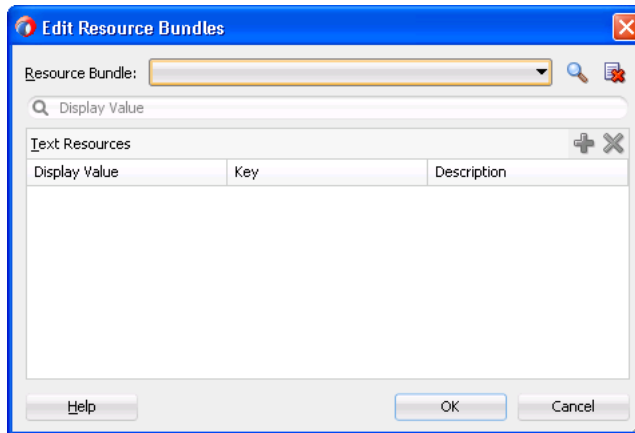 Edit Resource Bundles
Resource Bundle:
Display Value
Text Resources
Display Value Key Description
Help OK Cancel